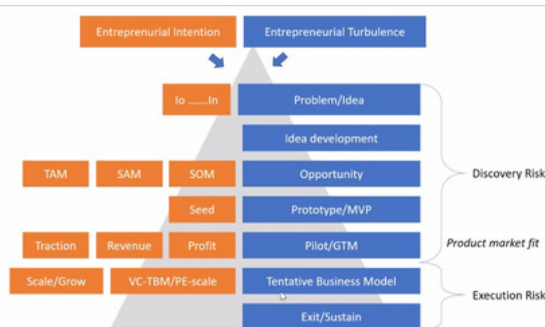 Entreprenurial Intention
Entrepreneurial Turbulence
Io .......In
Problem/Idea
Idea development
TAM
SAM
SOM
Opportunity
Discovery Risk
Seed
Prototype/MVP
Traction
Revenue
Profit
Pilot/GTM
Product market fit
Scale/Grow
VC-TBM/PE-scale
Tentative Business Model
Execution Risk
Exit/Sustain